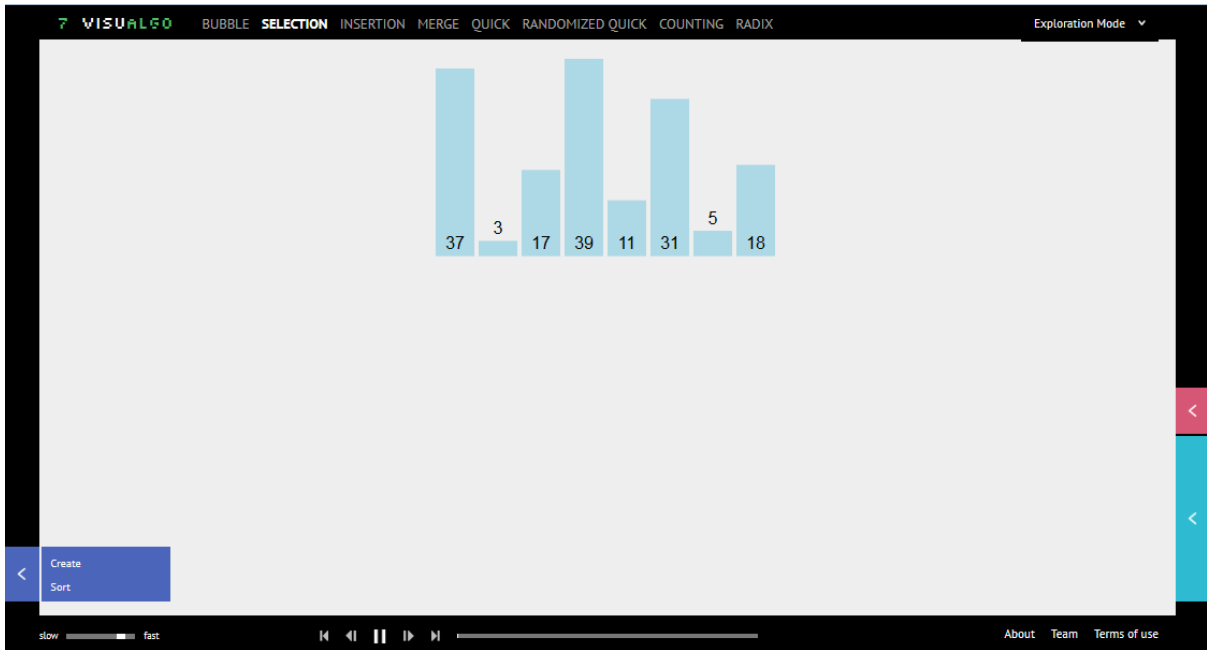 7 VISUALGO BUBBLE SELECTION INSERTION MERGE QUICK RANDOMIZED QUICK COUNTING RADIX Exploration Mode
37 3 17 39 11 31 5 18
Create
Sort
slow fast About Team Terms of use